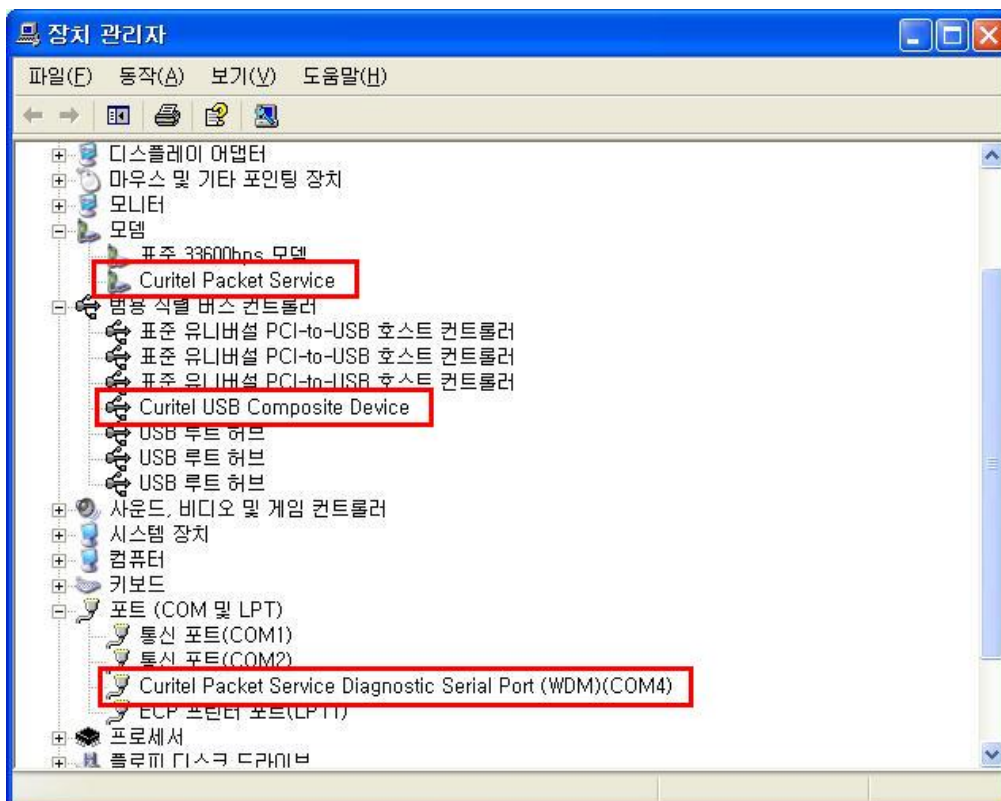 장치 관리자
파일(F) 동작(A) 보기(V) 도움말(H)
디스플레이 어댑터
마우스 및 기타 포인팅 장치
모니터
모뎀
표준 33600bps 모뎀
Curitel Packet Service
범용 직렬 버스 컨트롤러
표준 유니버설 PCI-to-USB 호스트 컨트롤러
표준 유니버설 PCI-to-USB 호스트 컨트롤러
표준 유니버설 PCI-to-USB 호스트 컨트롤러
Curitel USB Composite Device
USB 루트 허브
USB 루트 허브
USB 루트 허브
사운드, 비디오 및 게임 컨트롤러
시스템 장치
컴퓨터
키보드
포트 (COM 및 LPT)
통신 포트(COM1)
통신 포트(COM2)
Curitel Packet Service Diagnostic Serial Port (WDM)(COM4)
ECP 프린터 포트(LPT1)
프로세서
플로피 디스크 드라이브